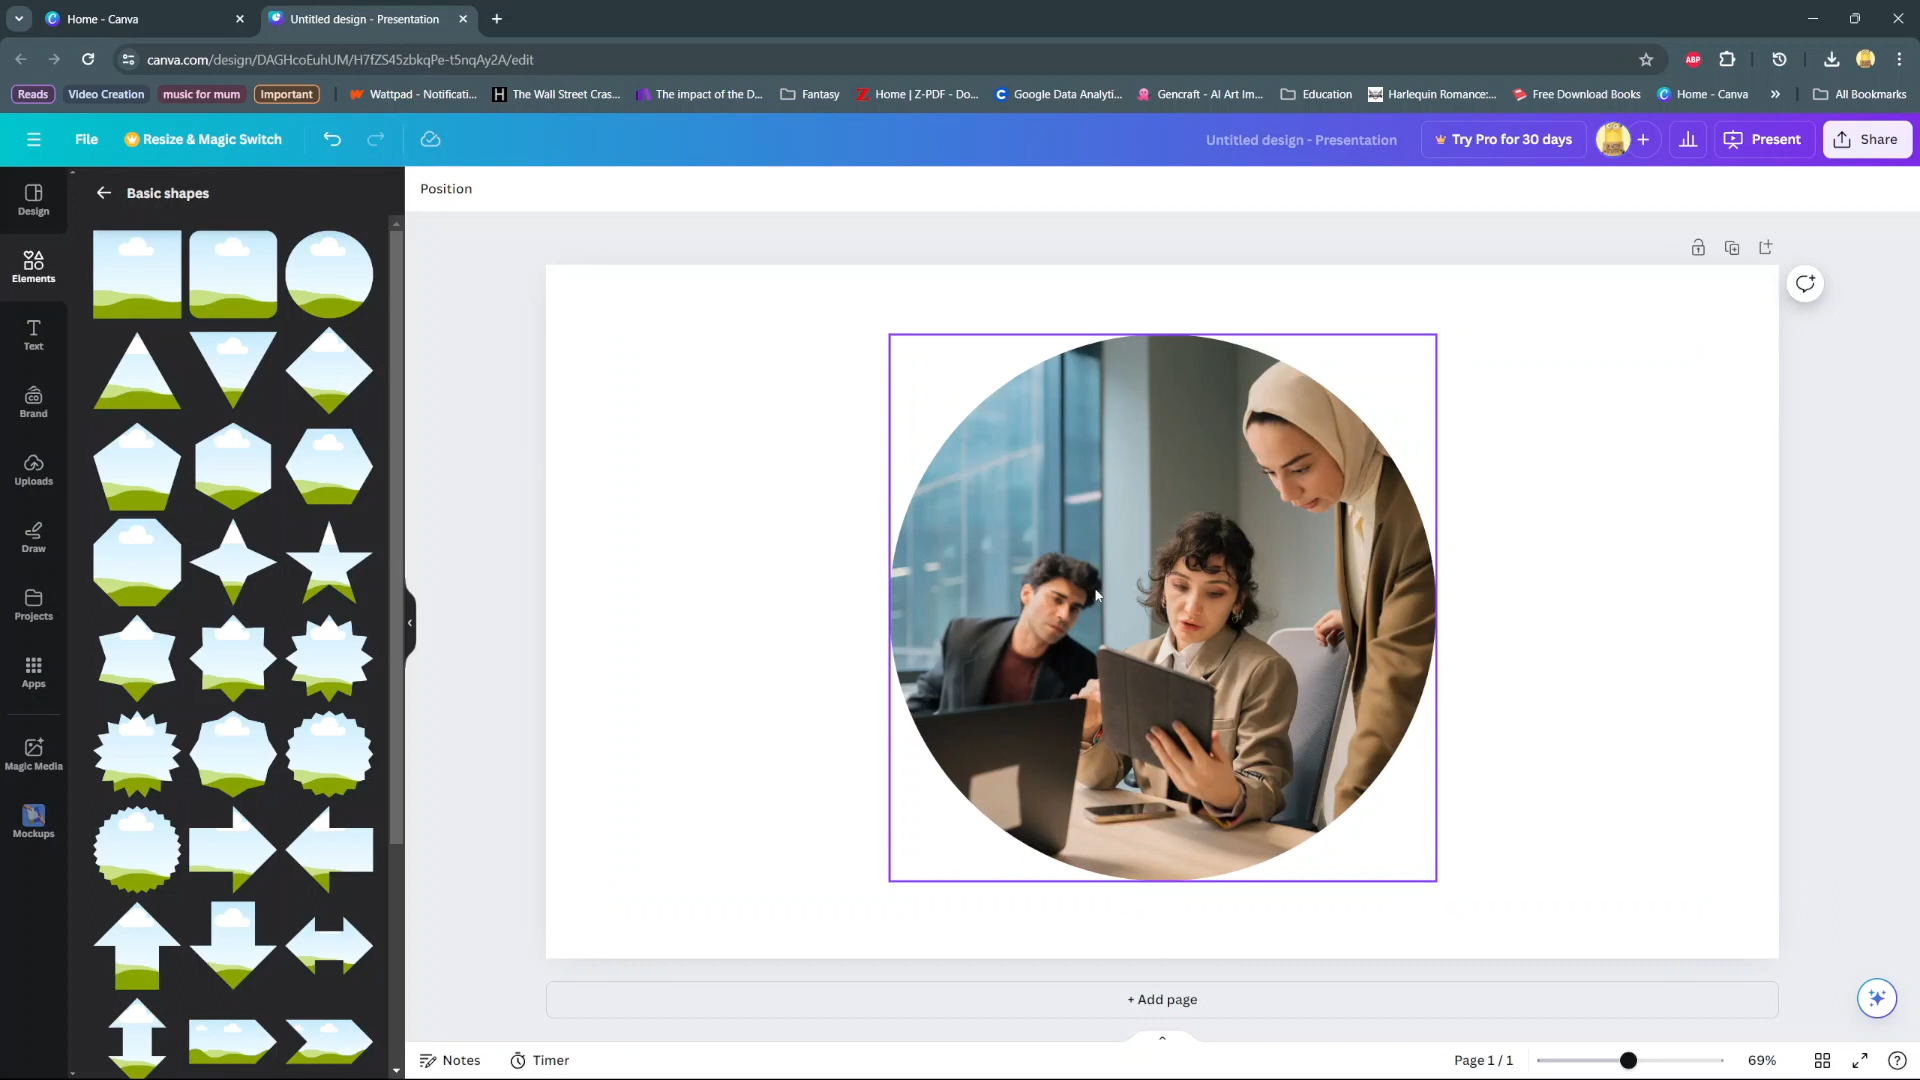 Home - Canva
Untitled design - Presentation
canva.com/design/DAGHcoEuhUM/H7fZS45zbkqPe-t5nqAy2A/edit
ABP
Reads
Video Creation
music for mum
Important
Wattpad - Notificati...
The Wall Street Cras...
The impact of the D...
Fantasy
Home | Z-PDF - Do...
Google Data Analyti...
Gencraft - AI Art Im...
Education
Harlequin Romance:...
Free Download Books
Home - Canva
All Bookmarks
File
Resize & Magic Switch
Untitled design - Presentation
Try Pro for 30 days
Present
Share
Design
Elements
Text
Brand
Uploads
Draw
Projects
Apps
Magic Media
Mockups
Basic shapes
Position
+ Add page
Notes
Timer
Page 1 / 1
69%